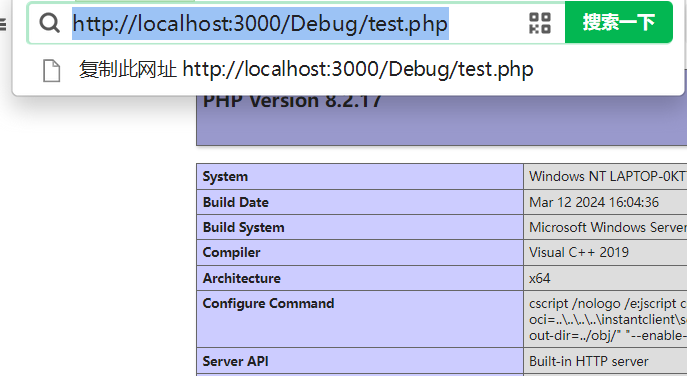 http://localhost:3000/Debug/test.php
搜索一下
复制此网址 http://localhost:3000/Debug/test.php
PHP Version 8.2.17
System Windows NT LAPTOP-0KT
Build Date Mar 12 2024 16:04:36
Build System Microsoft Windows Server
Compiler Visual C++ 2019
Architecture x64
Configure Command cscript /nologo /e:jscript c
oci=..\..\..\..\instantclient\s
out-dir=../obj/" "--enable-
Server API Built-in HTTP server